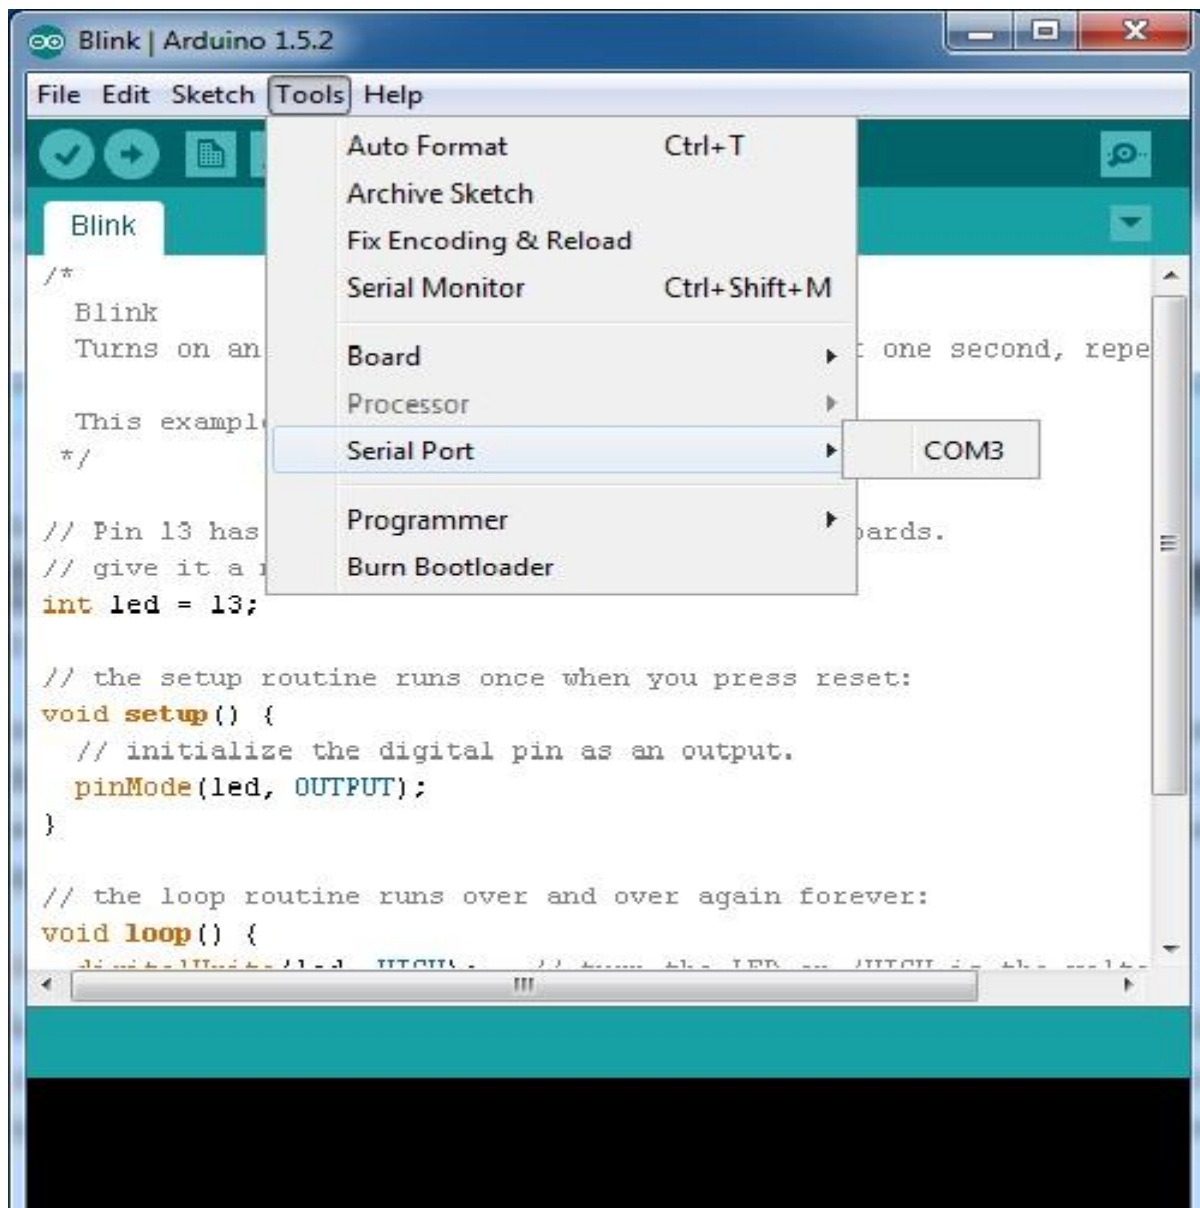 Blink | Arduino 1.5.2
File Edit Sketch Tools Help
Auto Format Ctrl+T
Archive Sketch
Fix Encoding & Reload
Serial Monitor Ctrl+Shift+M
Board
Processor
Serial Port
COM3
Programmer
Burn Bootloader
Blink
/*
Blink
Turns on an one second, repe
This example
*/
// Pin 13 has
// give it a
int led = 13;
// the setup routine runs once when you press reset:
void setup() {
// initialize the digital pin as an output.
pinMode(led, OUTPUT);
}
// the loop routine runs over and over again forever:
void loop() {